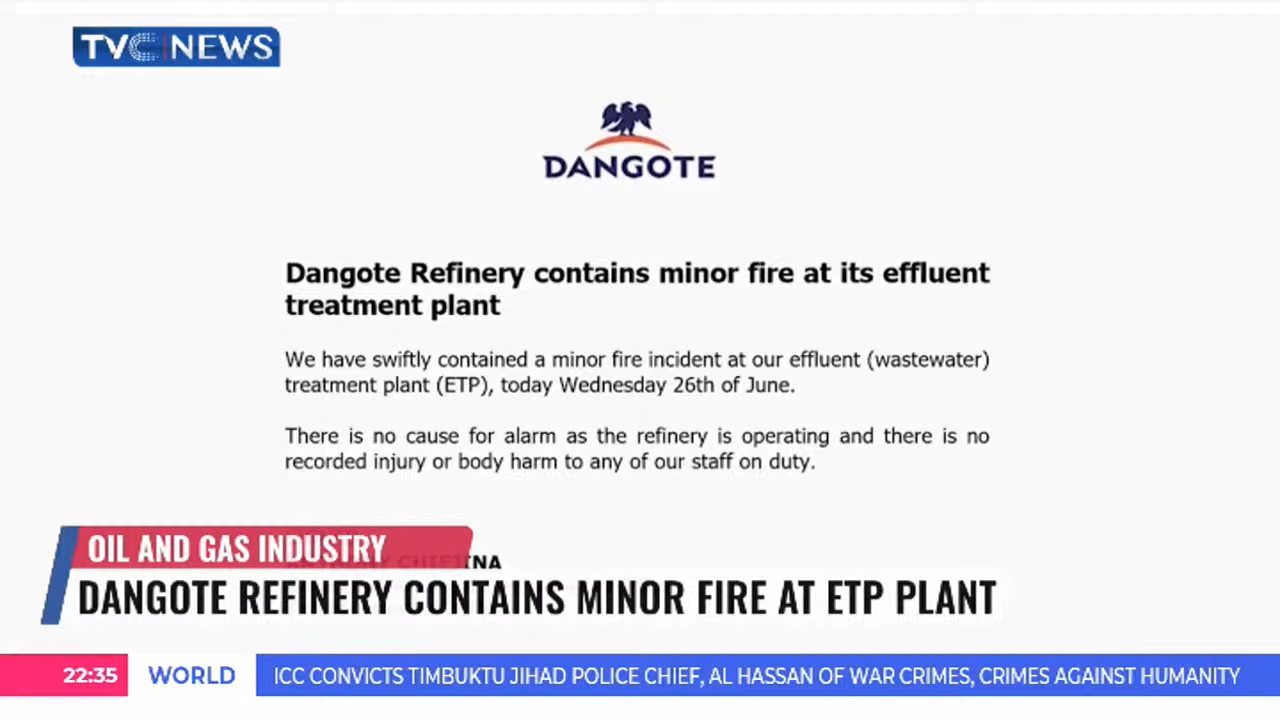 TVC NEWS
DANGOTE
Dangote Refinery contains minor fire at its effluent
treatment plant
We have swiftly contained a minor fire incident at our effluent (wastewater)
treatment plant (ETP), today Wednesday 26th of June.
There is no cause for alarm as the refinery is operating and there is no
recorded injury or body harm to any of our staff on duty.
OIL AND GAS INDUSTRY
DANGOTE REFINERY CONTAINS MINOR FIRE AT ETP PLANT
22:35 WORLD ICC CONVICTS TIMBUKTU JIHAD POLICE CHIEF, AL HASSAN OF WAR CRIMES, CRIMES AGAINST HUMANITY